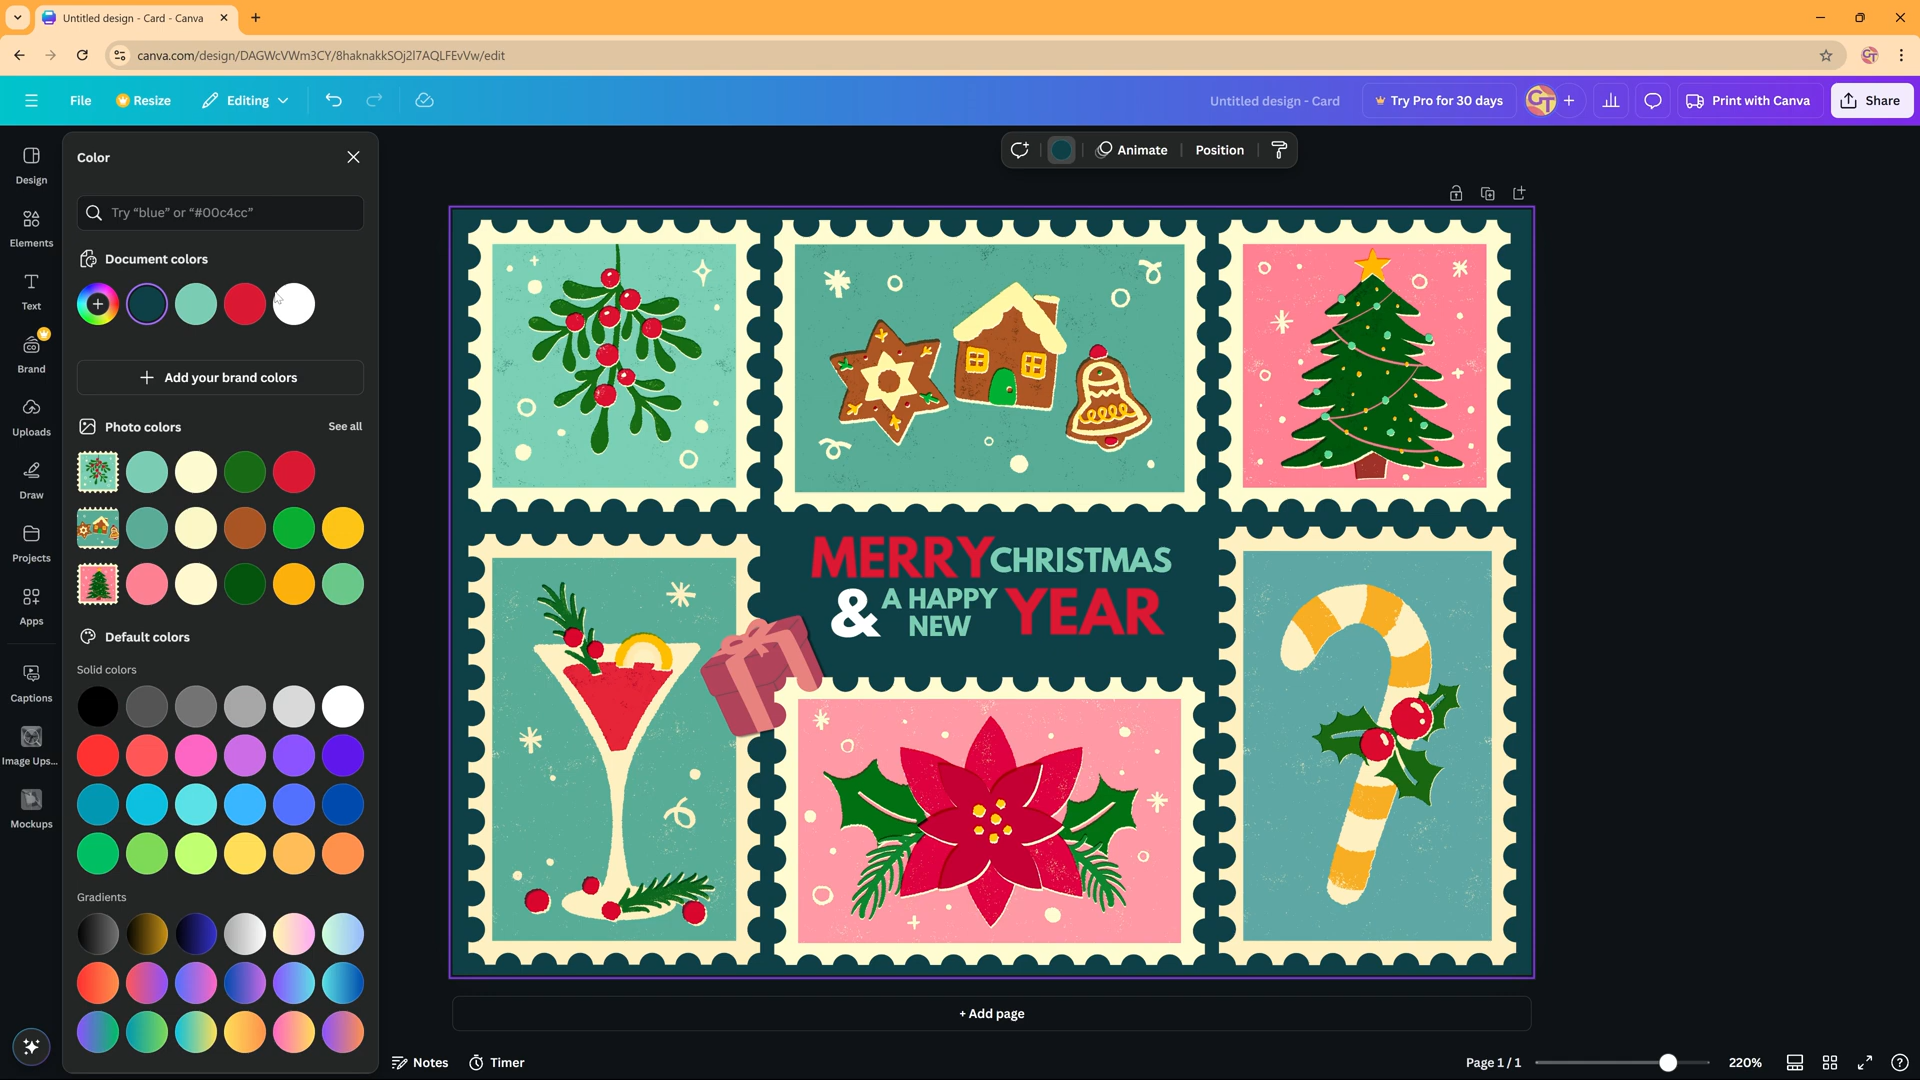 Untitled design - Card - Canva
canva.com/design/DAGWcVWm3CY/8haknakkSOj2l7AQLFEvVw/edit
File
Resize
Editing
Untitled design - Card
Try Pro for 30 days
Print with Canva
Share
Design
Elements
Text
Brand
Uploads
Draw
Projects
Apps
Captions
Image Ups...
Mockups
Color
Try “blue” or “#00c4cc”
Document colors
+ Add your brand colors
Photo colors
See all
Default colors
Solid colors
Gradients
Animate
Position
MERRY CHRISTMAS
& A HAPPY NEW YEAR
+ Add page
Notes
Timer
Page 1 / 1
220%